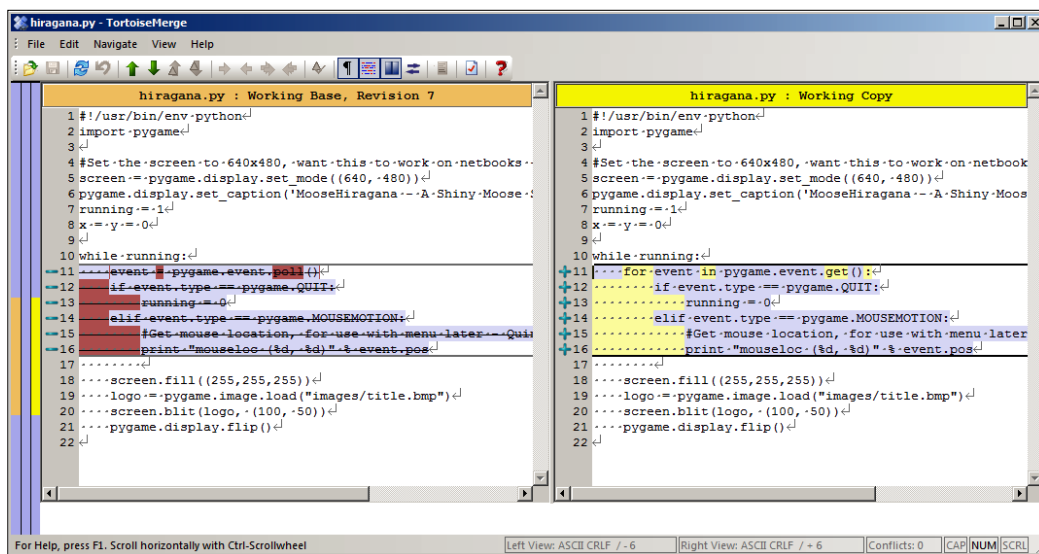 hiragana.py - TortoiseMerge
File Edit Navigate View Help
hiragana.py : Working Base, Revision 7
1 #!/usr/bin/env·python
2 import·pygame
3
4 #Set·the·screen·to·640x480,·want·this·to·work·on·netbooks·
5 screen·=·pygame.display.set_mode((640,·480))
6 pygame.display.set_caption('MooseHiragana·-·A·Shiny·Moose·
7 running·=·1
8 x·=·y·=·0
9
10 while·running:
11 ····event·=·pygame.event.poll()
12 ····if·event.type·==·pygame.QUIT:
13 ········running·=·0
14 ····elif·event.type·==·pygame.MOUSEMOTION:
15 ········#Get·mouse·location,·for·use·with·menu·later·-·Qui
16 ········print·"mouseloc·(%d,·%d)"·%·event.pos
17 ········
18 ····screen.fill((255,255,255))
19 ····logo·=·pygame.image.load("images/title.bmp")
20 ····screen.blit(logo,·(100,·50))
21 ····pygame.display.flip()
22
hiragana.py : Working Copy
1 #!/usr/bin/env·python
2 import·pygame
3
4 #Set·the·screen·to·640x480,·want·this·to·work·on·netbook
5 screen·=·pygame.display.set_mode((640,·480))
6 pygame.display.set_caption('MooseHiragana·-·A·Shiny·Moos
7 running·=·1
8 x·=·y·=·0
9
10 while·running:
11 ····for·event·in·pygame.event.get():
12 ········if·event.type·==·pygame.QUIT:
13 ············running·=·0
14 ········elif·event.type·==·pygame.MOUSEMOTION:
15 ············#Get·mouse·location,·for·use·with·menu·later
16 ············print·"mouseloc·(%d,·%d)"·%·event.pos
17 ········
18 ····screen.fill((255,255,255))
19 ····logo·=·pygame.image.load("images/title.bmp")
20 ····screen.blit(logo,·(100,·50))
21 ····pygame.display.flip()
22
For Help, press F1. Scroll horizontally with Ctrl-Scrollwheel Left View: ASCII CRLF / - 6 Right View: ASCII CRLF / + 6 Conflicts: 0 CAP NUM SCRL